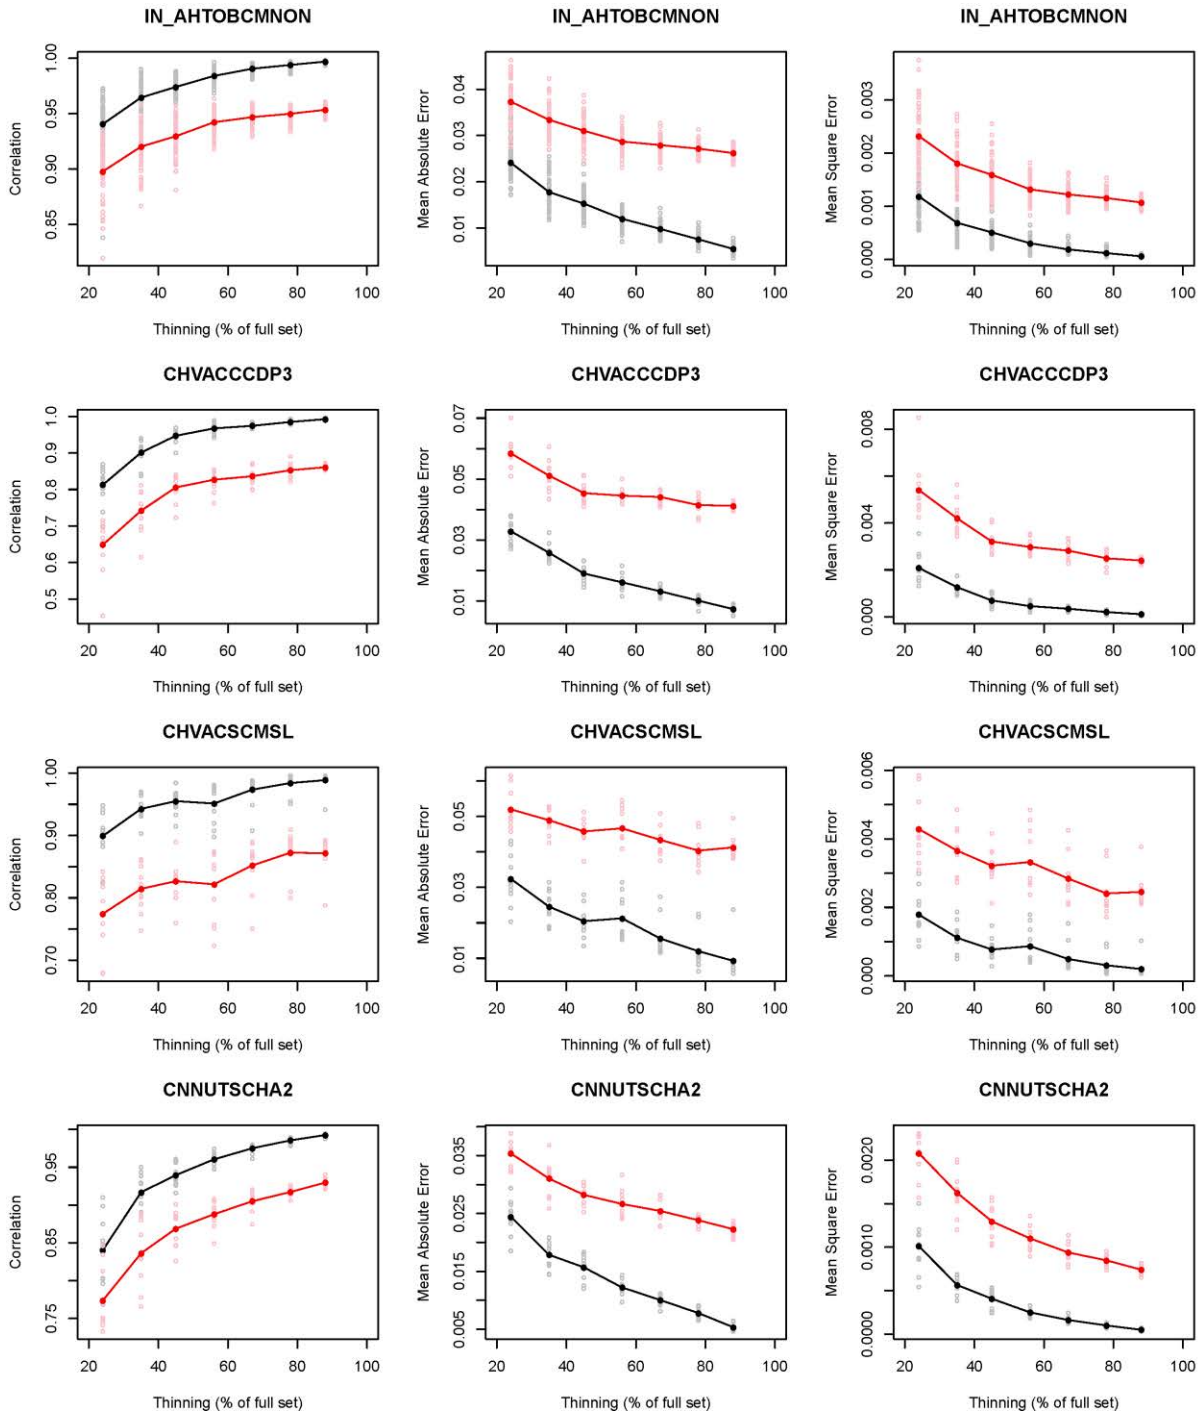 IN_AHTOBCMNON IN_AHTOBCMNON IN_AHTOBCMNON
Correlation
1.00
0.95
0.90
0.85
20 40 60 80 100
Thinning (% of full set)
Mean Absolute Error
0.04
0.03
0.02
0.01
20 40 60 80 100
Thinning (% of full set)
Mean Square Error
0.003
0.002
0.001
0.000
20 40 60 80 100
Thinning (% of full set)
CHVACCCDP3 CHVACCCDP3 CHVACCCDP3
Correlation
1.0
0.9
0.8
0.7
0.6
0.5
20 40 60 80 100
Thinning (% of full set)
Mean Absolute Error
0.07
0.05
0.03
0.01
20 40 60 80 100
Thinning (% of full set)
Mean Square Error
0.008
0.004
0.000
20 40 60 80 100
Thinning (% of full set)
CHVACSCMSL CHVACSCMSL CHVACSCMSL
Correlation
1.00
0.90
0.80
0.70
20 40 60 80 100
Thinning (% of full set)
Mean Absolute Error
0.05
0.03
0.01
20 40 60 80 100
Thinning (% of full set)
Mean Square Error
0.006
0.004
0.002
0.000
20 40 60 80 100
Thinning (% of full set)
CNNUTSCHA2 CNNUTSCHA2 CNNUTSCHA2
Correlation
0.95
0.85
0.75
20 40 60 80 100
Thinning (% of full set)
Mean Absolute Error
0.035
0.025
0.015
0.005
20 40 60 80 100
Thinning (% of full set)
Mean Square Error
0.0020
0.0010
0.0000
20 40 60 80 100
Thinning (% of full set)